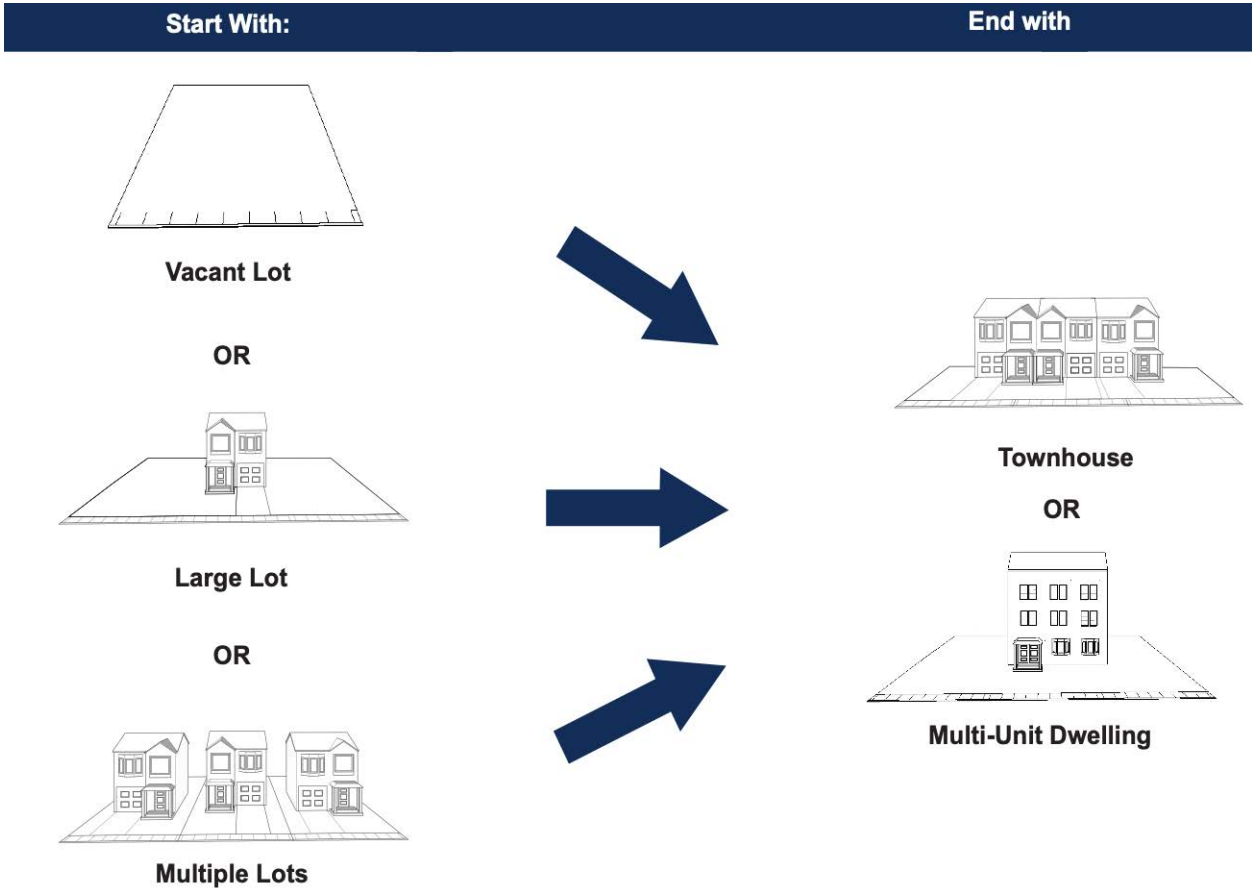 Start With:
End with
Vacant Lot
OR
Large Lot
OR
Multiple Lots
Townhouse
OR
Multi-Unit Dwelling